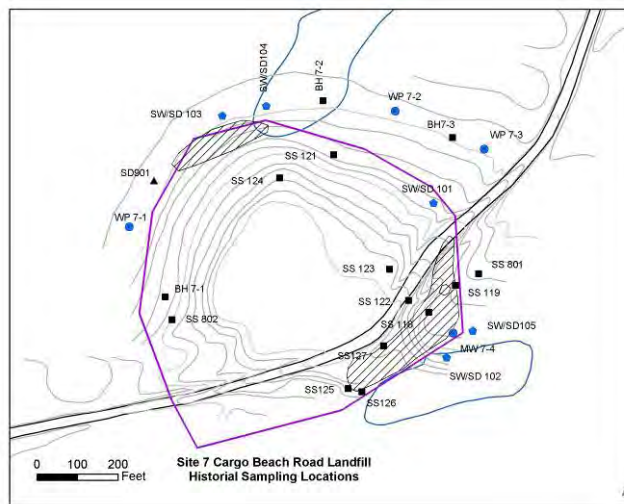 SW/SD104
BH 7-2
SW/SD 103
WP 7-2
BH7-3
WP 7-3
SS 121
SD901
SS 124
SW/SD 101
WP 7-1
SS 123
SS 801
BH 7-1
SS 122
SS 119
SS 802
SS 118
SW/SD105
SS127
MW 7-4
SW/SD 102
SS125
SS126
0 100 200
Feet
Site 7 Cargo Beach Road Landfill
Historial Sampling Locations